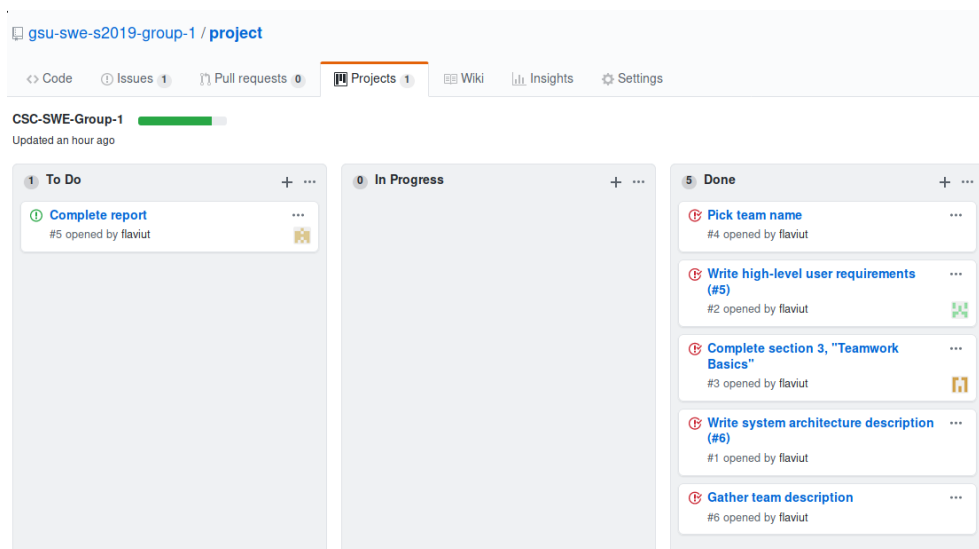 gsu-swe-s2019-group-1 / project
Code Issues 1 Pull requests 0 Projects 1 Wiki Insights Settings
CSC-SWE-Group-1
Updated an hour ago
1 To Do
Complete report
#5 opened by flaviut
0 In Progress
5 Done
Pick team name
#4 opened by flaviut
Write high-level user requirements
(#5)
#2 opened by flaviut
Complete section 3, "Teamwork
Basics"
#3 opened by flaviut
Write system architecture description
(#6)
#1 opened by flaviut
Gather team description
#6 opened by flaviut